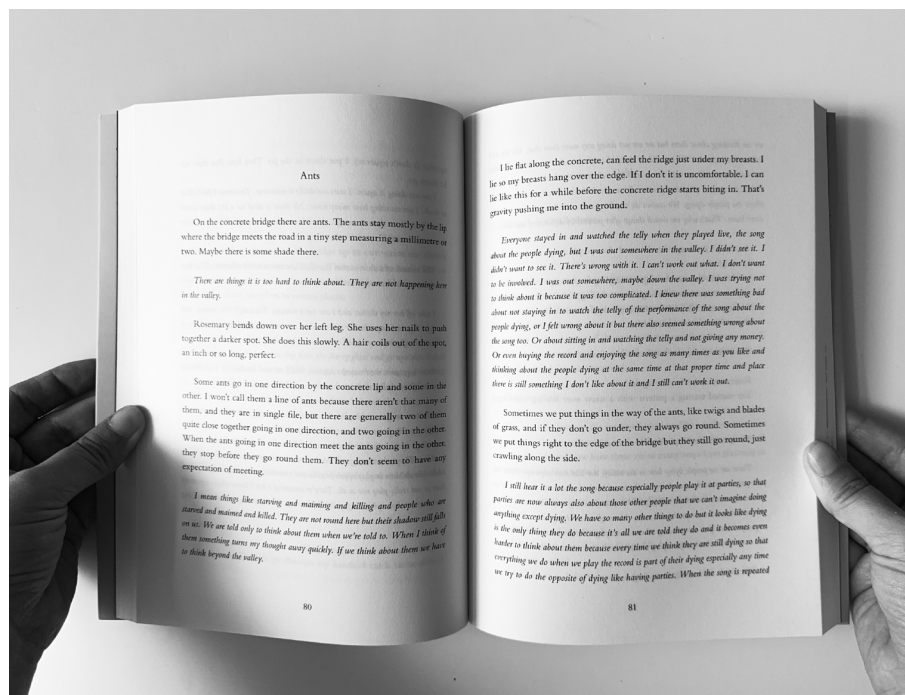 Ants
On the concrete bridge there are ants. The ants stay mostly by the lip
where the bridge meets the road in a tiny step measuring a millimetre or
two. Maybe there is some shade there.
There are things it is too hard to think about. They are not happening here
in the valley.
Rosemary bends down over her left leg. She uses her nails to push
together a darker spot. She does this slowly. A hair coils out of the spot,
an inch or so long, perfect.
Some ants go in one direction by the concrete lip and some in the
other. I won't call them a line of ants because there aren't that many of
them, and they are in single file, but there are generally two of them
quite close together going in one direction, and two going in the other.
When the ants going in one direction meet the ants going in the other,
they stop before they go round them. They don't seem to have any
expectation of meeting.
I mean things like starving and maiming and killing and people who are
starved and maimed and killed. They are not round here but their shadow still falls
on us. We are told only to think about them when we're told to. When I think of
them something turns my thought away quickly. If we think about them we have
to think beyond the valley.
80
I lie flat along the concrete, can feel the ridge just under my breasts. I
lie so my breasts hang over the edge. If I don't it is uncomfortable. I can
lie like this for a while before the concrete ridge starts biting in. That's
gravity pushing me into the ground.
Everyone stayed in and watched the telly when they played live, the song
about the people dying, but I was out somewhere in the valley. I didn't see it. I
didn't want to see it. There's wrong with it. I can't work out what. I don't want
to be involved. I was out somewhere, maybe down the valley. I was trying not
to think about it because it was too complicated. I knew there was something bad
about not staying in to watch the telly of the performance of the song about the
people dying, or I felt wrong about it but there also seemed something wrong about
the song too. Or about sitting in and watching the telly and not giving any money.
Or even buying the record and enjoying the song as many times as you like and
thinking about the people dying at the same time at that proper time and place
there is still something I don't like about it and I still can't work it out.
Sometimes we put things in the way of the ants, like twigs and blades
of grass, and if they don't go under, they always go round. Sometimes
we put things right to the edge of the bridge but they still go round, just
crawling along the side.
I still hear it a lot the song because especially people play it at parties, so that
parties are now always also about those other people that we can't imagine doing
anything except dying. We have so many other things to do but it looks like dying
is the only thing they do because it's all we are told they do and it becomes even
harder to think about them because every time we think they are still dying so that
everything we do when we play the record is part of their dying especially any time
we try to do the opposite of dying like having parties. When the song is repeated
81